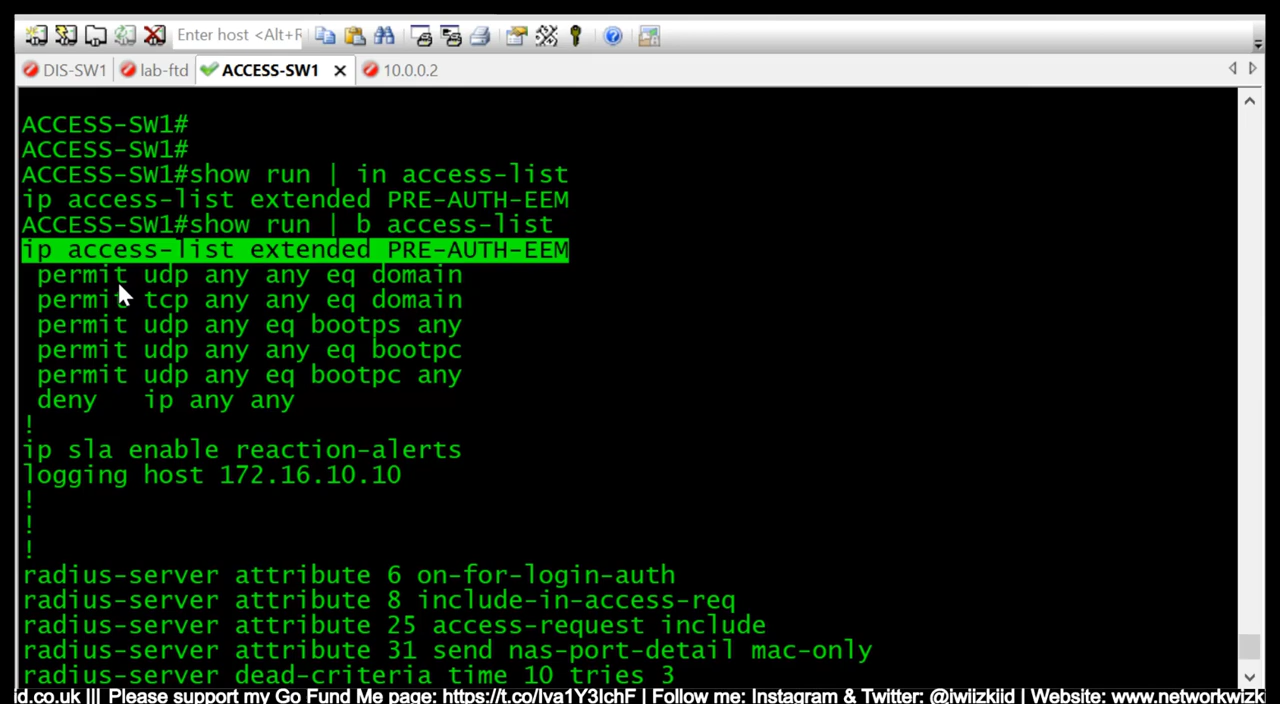 Enter host <Alt+R
DIS-SW1 lab-ftd ACCESS-SW1 10.0.0.2
ACCESS-SW1#
ACCESS-SW1#
ACCESS-SW1#show run | in access-list
ip access-list extended PRE-AUTH-EEM
ACCESS-SW1#show run | b access-list
ip access-list extended PRE-AUTH-EEM
 permit udp any any eq domain
 permit tcp any any eq domain
 permit udp any eq bootps any
 permit udp any any eq bootpc
 permit udp any eq bootpc any
 deny   ip any any
!
ip sla enable reaction-alerts
logging host 172.16.10.10
!
!
!
radius-server attribute 6 on-for-login-auth
radius-server attribute 8 include-in-access-req
radius-server attribute 25 access-request include
radius-server attribute 31 send nas-port-detail mac-only
radius-server dead-criteria time 10 tries 3
id.co.uk ||| Please support my Go Fund Me page: https://t.co/Iva1Y3IchF | Follow me: Instagram & Twitter: @iwiizkiid | Website: www.networkwizk